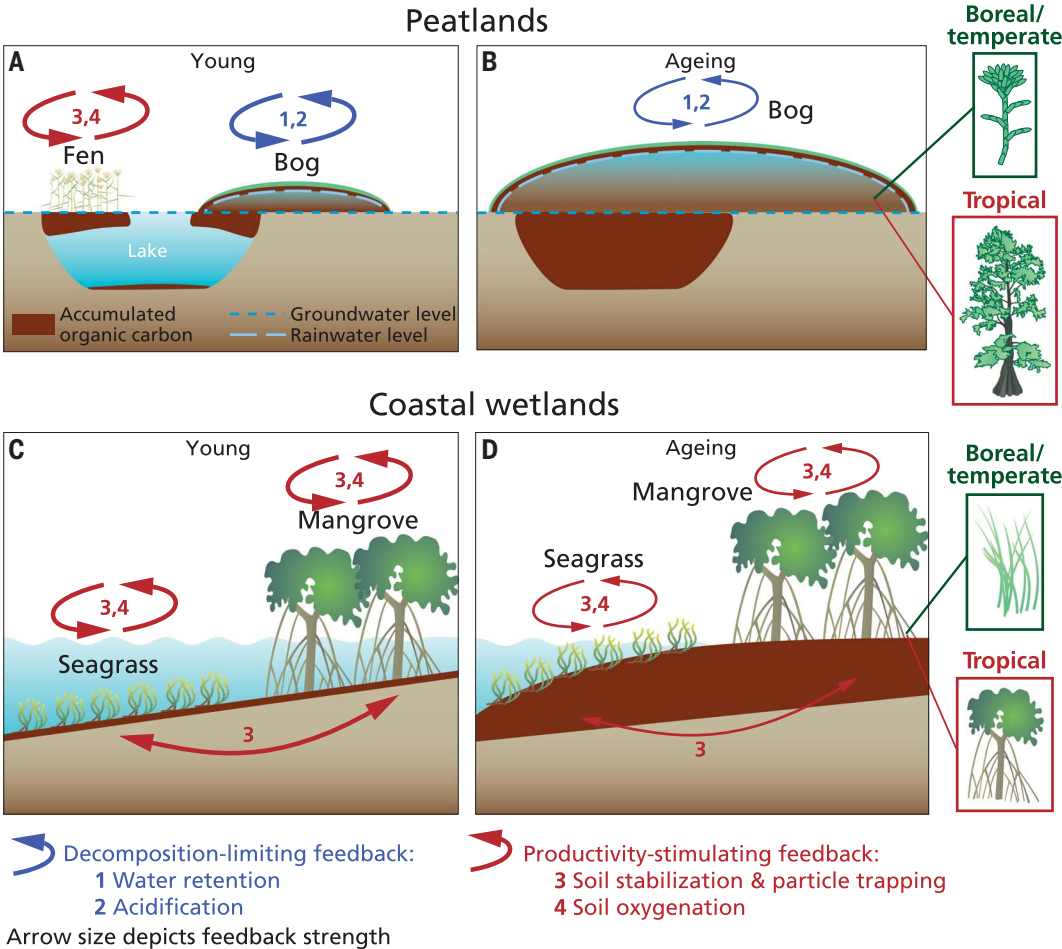 Peatlands
A
Young
3,4
Fen
1,2
Bog
Lake
Accumulated
organic carbon
Groundwater level
Rainwater level
B
Ageing
1,2
Bog
Boreal/
temperate
Tropical
Coastal wetlands
C
Young
3,4
Mangrove
3,4
Seagrass
3
D
Ageing
3,4
Mangrove
Seagrass
3,4
3
Boreal/
temperate
Tropical
Decomposition-limiting feedback:
1 Water retention
2 Acidification
Productivity-stimulating feedback:
3 Soil stabilization & particle trapping
4 Soil oxygenation
Arrow size depicts feedback strength